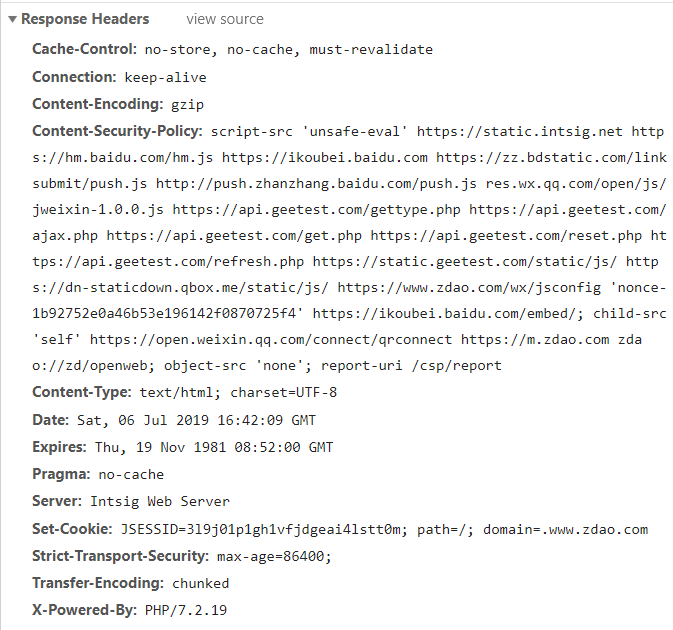 Response Headers view source
Cache-Control: no-store, no-cache, must-revalidate
Connection: keep-alive
Content-Encoding: gzip
Content-Security-Policy: script-src 'unsafe-eval' https://static.intsig.net http
s://hm.baidu.com/hm.js https://ikoubei.baidu.com https://zz.bdstatic.com/link
submit/push.js http://push.zhanzhang.baidu.com/push.js res.wx.qq.com/open/js/
jweixin-1.0.0.js https://api.geetest.com/gettype.php https://api.geetest.com/
ajax.php https://api.geetest.com/get.php https://api.geetest.com/reset.php ht
tps://api.geetest.com/refresh.php https://static.geetest.com/static/js/ http
s://dn-staticdown.qbox.me/static/js/ https://www.zdao.com/wx/jsconfig 'nonce-
1b92752e0a46b53e196142f0870725f4' https://ikoubei.baidu.com/embed/; child-src
'self' https://open.weixin.qq.com/connect/qrconnect https://m.zdao.com zda
o://zd/openweb; object-src 'none'; report-uri /csp/report
Content-Type: text/html; charset=UTF-8
Date: Sat, 06 Jul 2019 16:42:09 GMT
Expires: Thu, 19 Nov 1981 08:52:00 GMT
Pragma: no-cache
Server: Intsig Web Server
Set-Cookie: JSESSID=3l9j01p1gh1vfjdgeai4lstt0m; path=/; domain=.www.zdao.com
Strict-Transport-Security: max-age=86400;
Transfer-Encoding: chunked
X-Powered-By: PHP/7.2.19